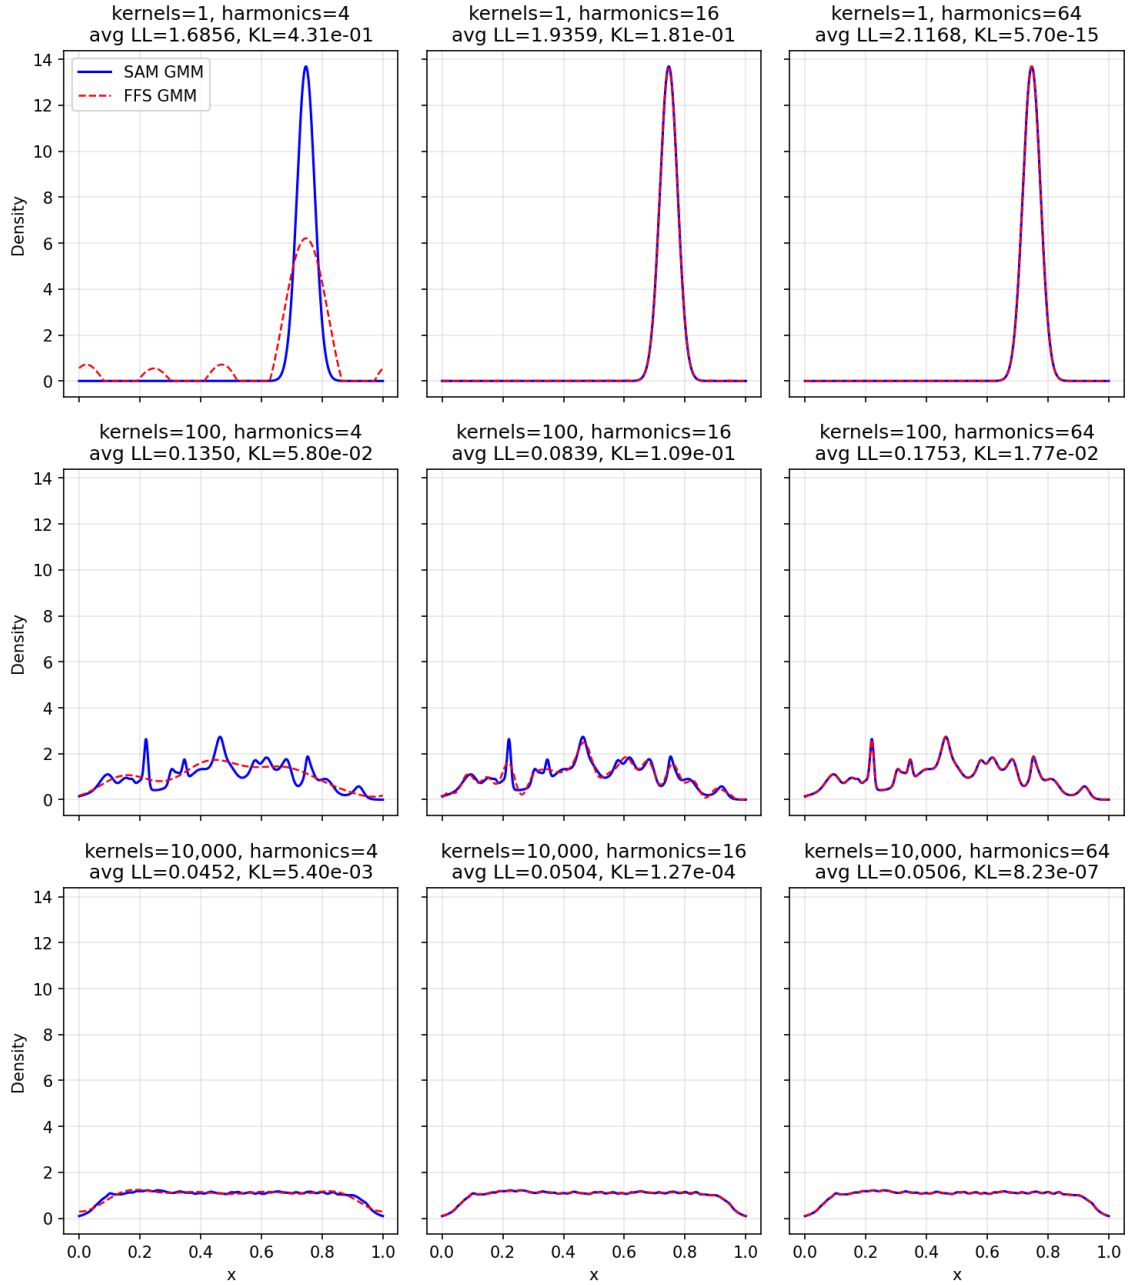 kernels=1, harmonics=4
avg LL=1.6856, KL=4.31e-01
kernels=1, harmonics=16
avg LL=1.9359, KL=1.81e-01
kernels=1, harmonics=64
avg LL=2.1168, KL=5.70e-15
14
12
10
8
6
4
2
0
Density
SAM GMM
FFS GMM
kernels=100, harmonics=4
avg LL=0.1350, KL=5.80e-02
kernels=100, harmonics=16
avg LL=0.0839, KL=1.09e-01
kernels=100, harmonics=64
avg LL=0.1753, KL=1.77e-02
14
12
10
8
6
4
2
0
Density
kernels=10,000, harmonics=4
avg LL=0.0452, KL=5.40e-03
kernels=10,000, harmonics=16
avg LL=0.0504, KL=1.27e-04
kernels=10,000, harmonics=64
avg LL=0.0506, KL=8.23e-07
14
12
10
8
6
4
2
0
Density
0.0 0.2 0.4 0.6 0.8 1.0
x
0.0 0.2 0.4 0.6 0.8 1.0
x
0.0 0.2 0.4 0.6 0.8 1.0
x